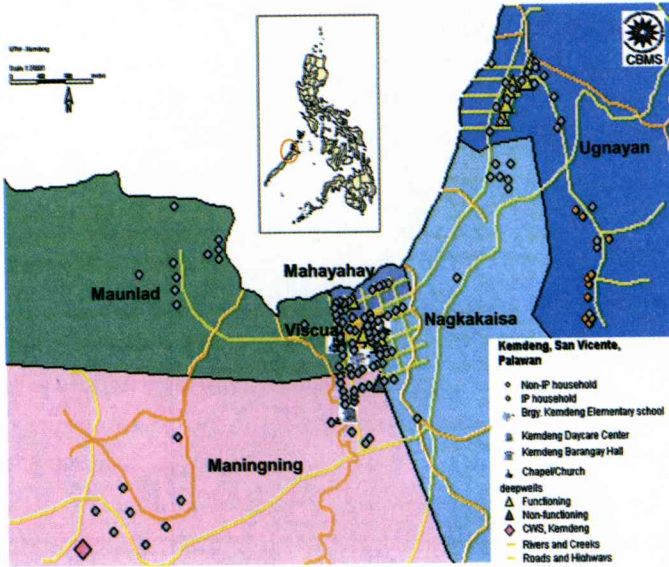 CBMS
Ugnayan
Mahayahay
Maunlad
Viscua
Nagkakaisa
Maningning
Kemdeng, San Vicente,
Palawan
Non-IP household
IP household
Brgy. Kemdeng Elementary school
Kemdeng Daycare Center
Kemdeng Barangay Hall
Chapel/Church
deepwells
Functioning
Non-functioning
CWS, Kemdeng
Rivers and Creeks
Roads and Highways